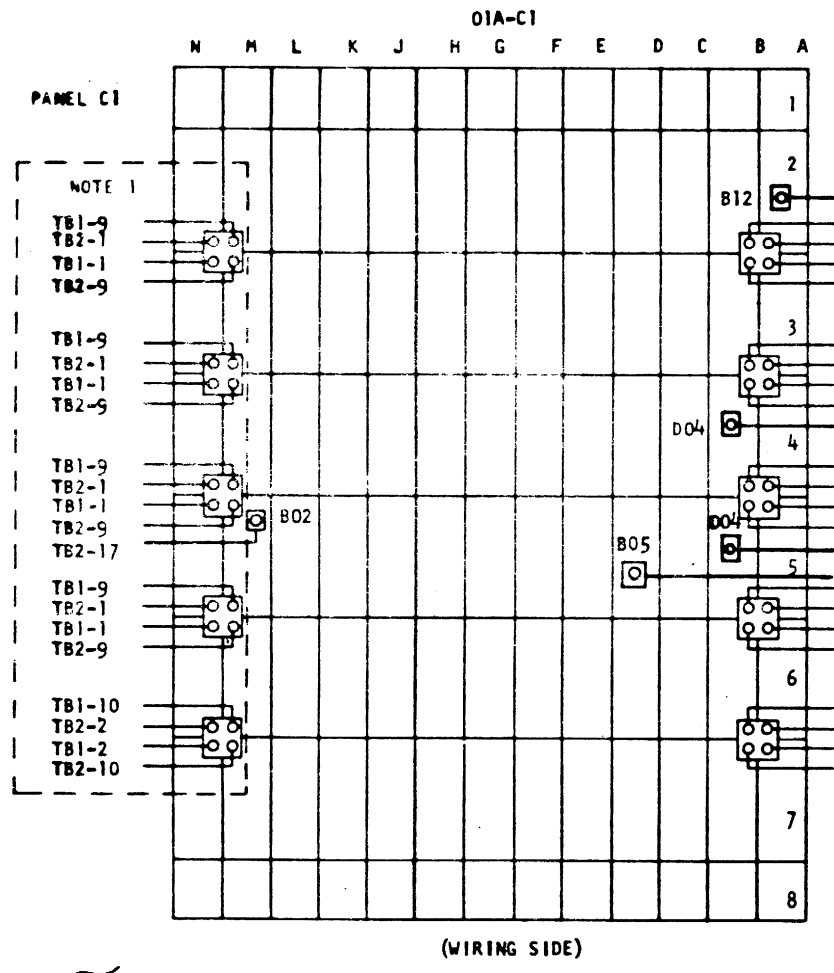 01A-C1
N M L K J H G F E D C B A
PANEL C1
1
2
NOTE 1
B12
TB1-9
TB2-1
TB1-1
TB2-9
3
TB1-9
TB2-1
TB1-1
TB2-9
D04
4
TB1-9
TB2-1
TB1-1
TB2-9
B02
TB2-17
D04
B05
5
TB1-9
TB2-1
TB1-1
TB2-9
6
TB1-10
TB2-2
TB1-2
TB2-10
7
8
(WIRING SIDE)